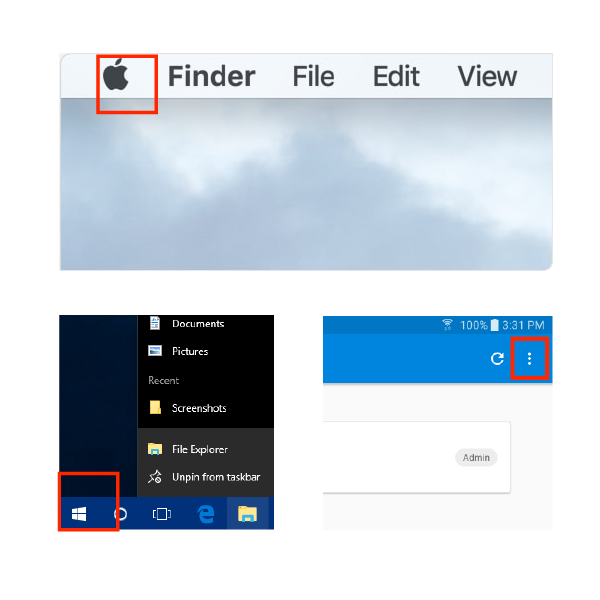 Finder File Edit View
Documents
Pictures
Recent
Screenshots
File Explorer
Unpin from taskbar
100% 3:31 PM
Admin